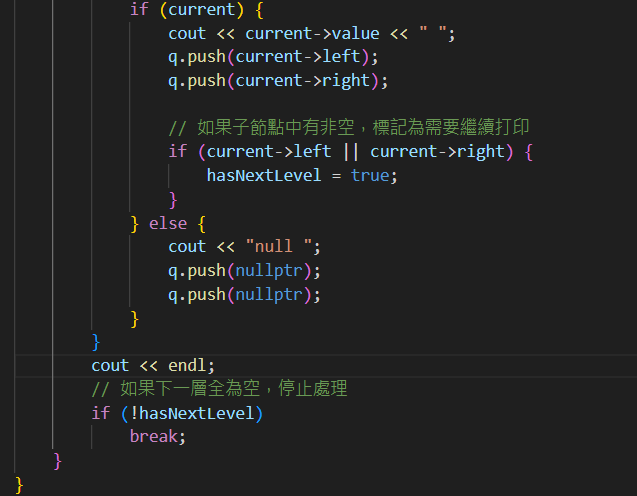 if (current) {
cout << current->value << " ";
q.push(current->left);
q.push(current->right);
// 如果子節點中有非空，標記為需要繼續打印
if (current->left || current->right) {
hasNextLevel = true;
}
} else {
cout << "null ";
q.push(nullptr);
q.push(nullptr);
}
}
cout << endl;
// 如果下一層全為空，停止處理
if (!hasNextLevel)
break;
}
}